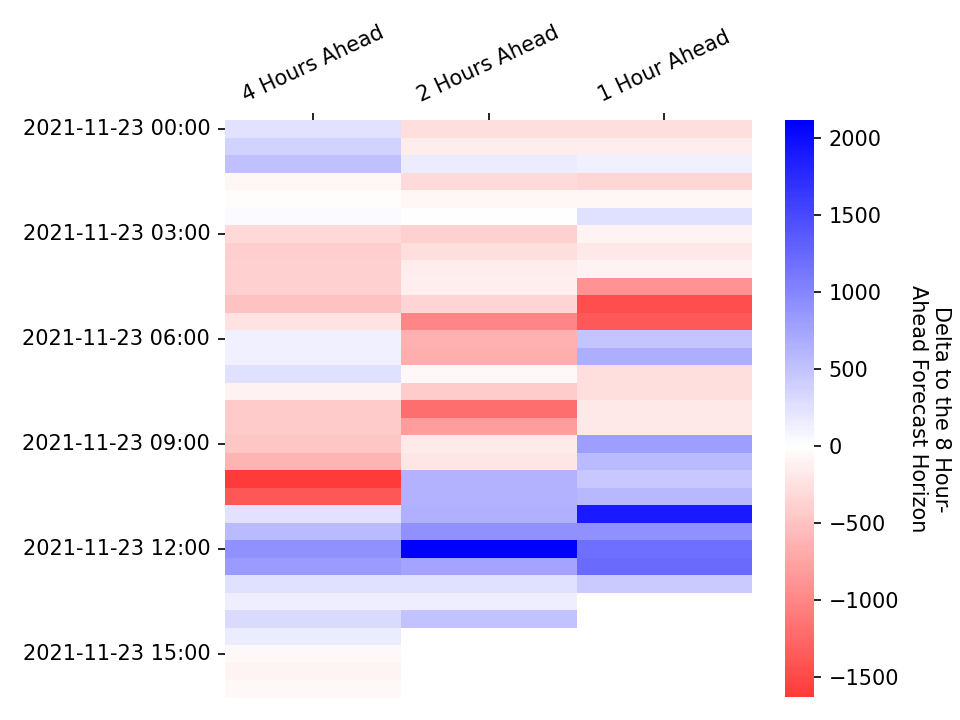 4 Hours Ahead
2 Hours Ahead
1 Hour Ahead
2021-11-23 00:00
2021-11-23 03:00
2021-11-23 06:00
2021-11-23 09:00
2021-11-23 12:00
2021-11-23 15:00
2000
1500
1000
500
0
−500
−1000
−1500
Delta to the 8 Hour-
Ahead Forecast Horizon